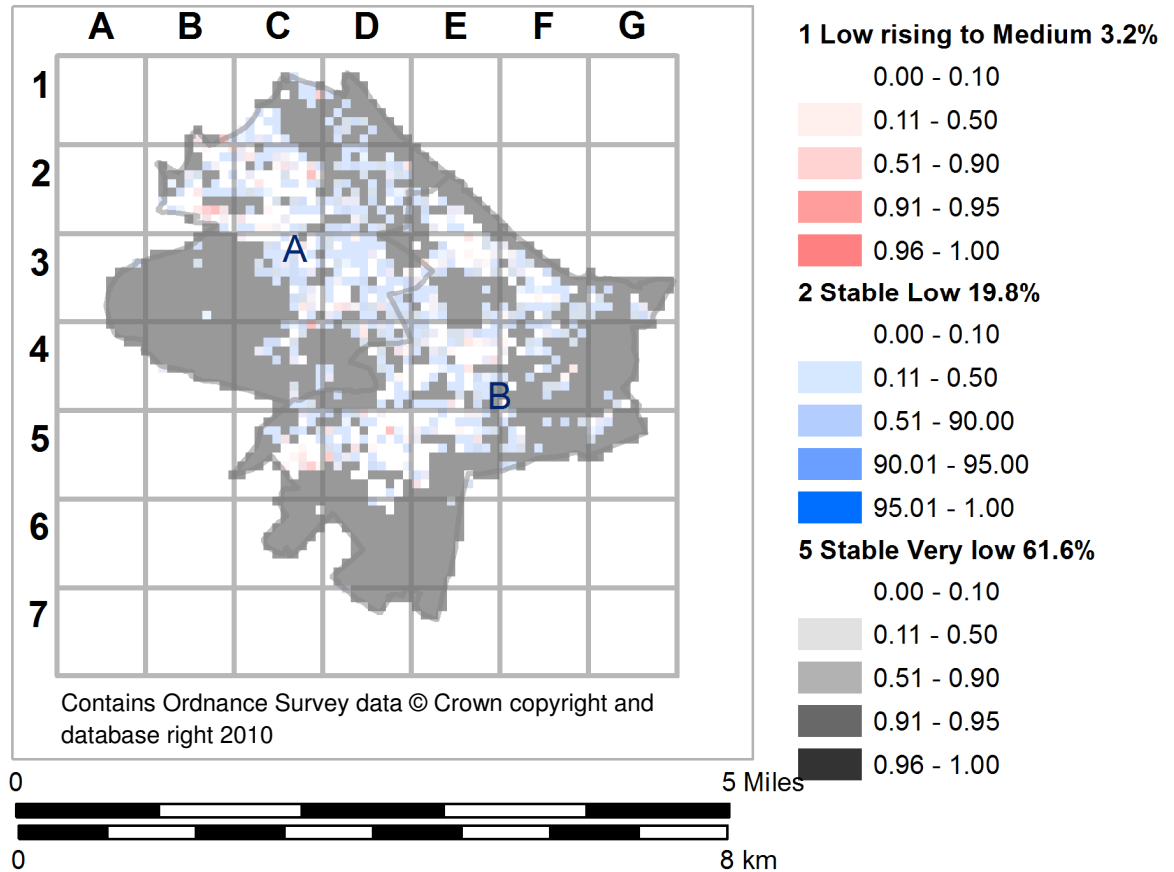 A B C D E F G
1
2
3
4
5
6
7
A
B
Contains Ordnance Survey data © Crown copyright and
database right 2010
0 5 Miles
0 8 km
1 Low rising to Medium 3.2%
0.00 - 0.10
0.11 - 0.50
0.51 - 0.90
0.91 - 0.95
0.96 - 1.00
2 Stable Low 19.8%
0.00 - 0.10
0.11 - 0.50
0.51 - 90.00
90.01 - 95.00
95.01 - 1.00
5 Stable Very low 61.6%
0.00 - 0.10
0.11 - 0.50
0.51 - 0.90
0.91 - 0.95
0.96 - 1.00